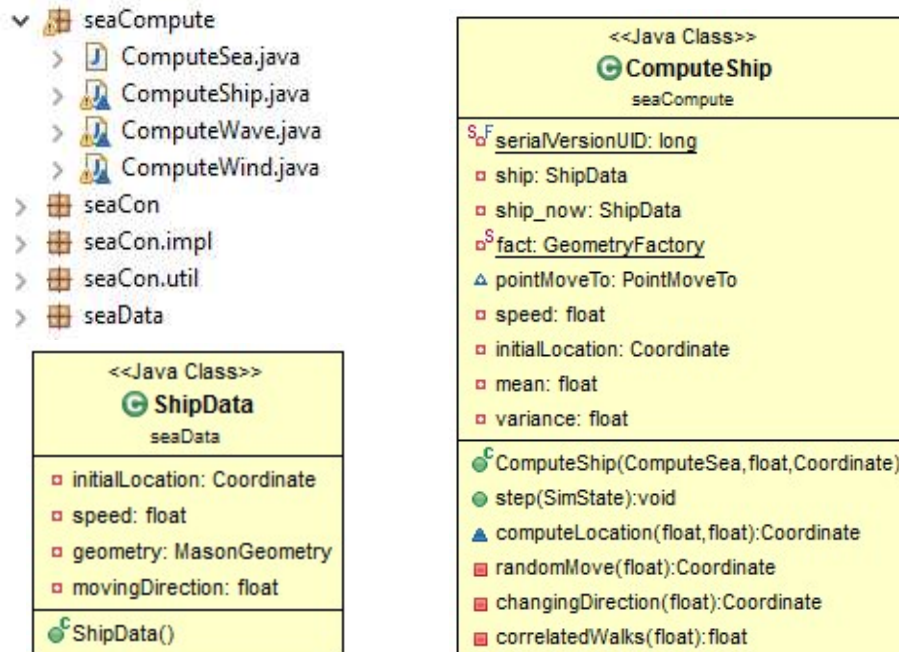 seaCompute
ComputeSea.java
ComputeShip.java
ComputeWave.java
ComputeWind.java
seaCon
seaCon.impl
seaCon.util
seaData
<<Java Class>>
ShipData
seaData
initialLocation: Coordinate
speed: float
geometry: MasonGeometry
movingDirection: float
ShipData()
<<Java Class>>
ComputeShip
seaCompute
serialVersionUID: long
ship: ShipData
ship_now: ShipData
fact: GeometryFactory
pointMoveTo: PointMoveTo
speed: float
initialLocation: Coordinate
mean: float
variance: float
ComputeShip(ComputeSea,float,Coordinate)
step(SimState):void
computeLocation(float,float):Coordinate
randomMove(float):Coordinate
changingDirection(float):Coordinate
correlatedWalks(float):float